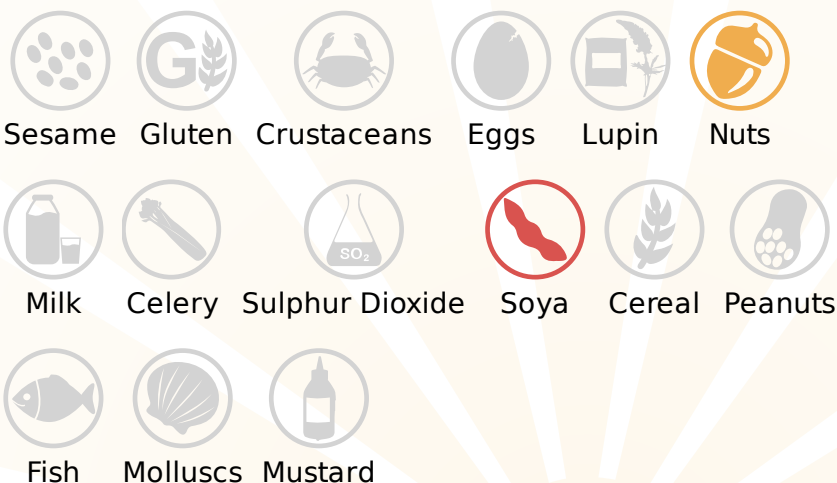 G
Sesame Gluten Crustaceans Eggs Lupin Nuts
SO₂
Milk Celery Sulphur Dioxide Soya Cereal Peanuts
Fish Molluscs Mustard